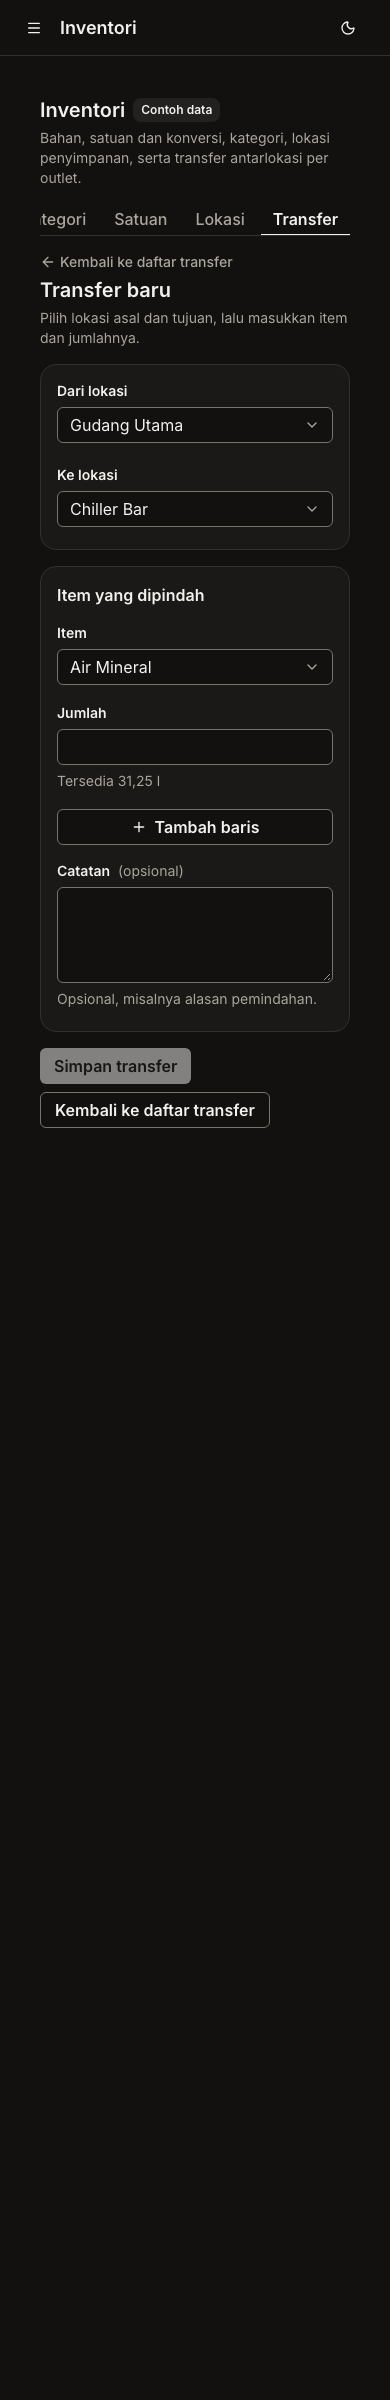 Inventori
Inventori Contoh data
Bahan, satuan dan konversi, kategori, lokasi
penyimpanan, serta transfer antarlokasi per
outlet.
tegori Satuan Lokasi Transfer
Kembali ke daftar transfer
Transfer baru
Pilih lokasi asal dan tujuan, lalu masukkan item
dan jumlahnya.
Dari lokasi
Gudang Utama
Ke lokasi
Chiller Bar
Item yang dipindah
Item
Air Mineral
Jumlah
Tersedia 31,25 l
Tambah baris
Catatan (opsional)
Opsional, misalnya alasan pemindahan.
Simpan transfer
Kembali ke daftar transfer